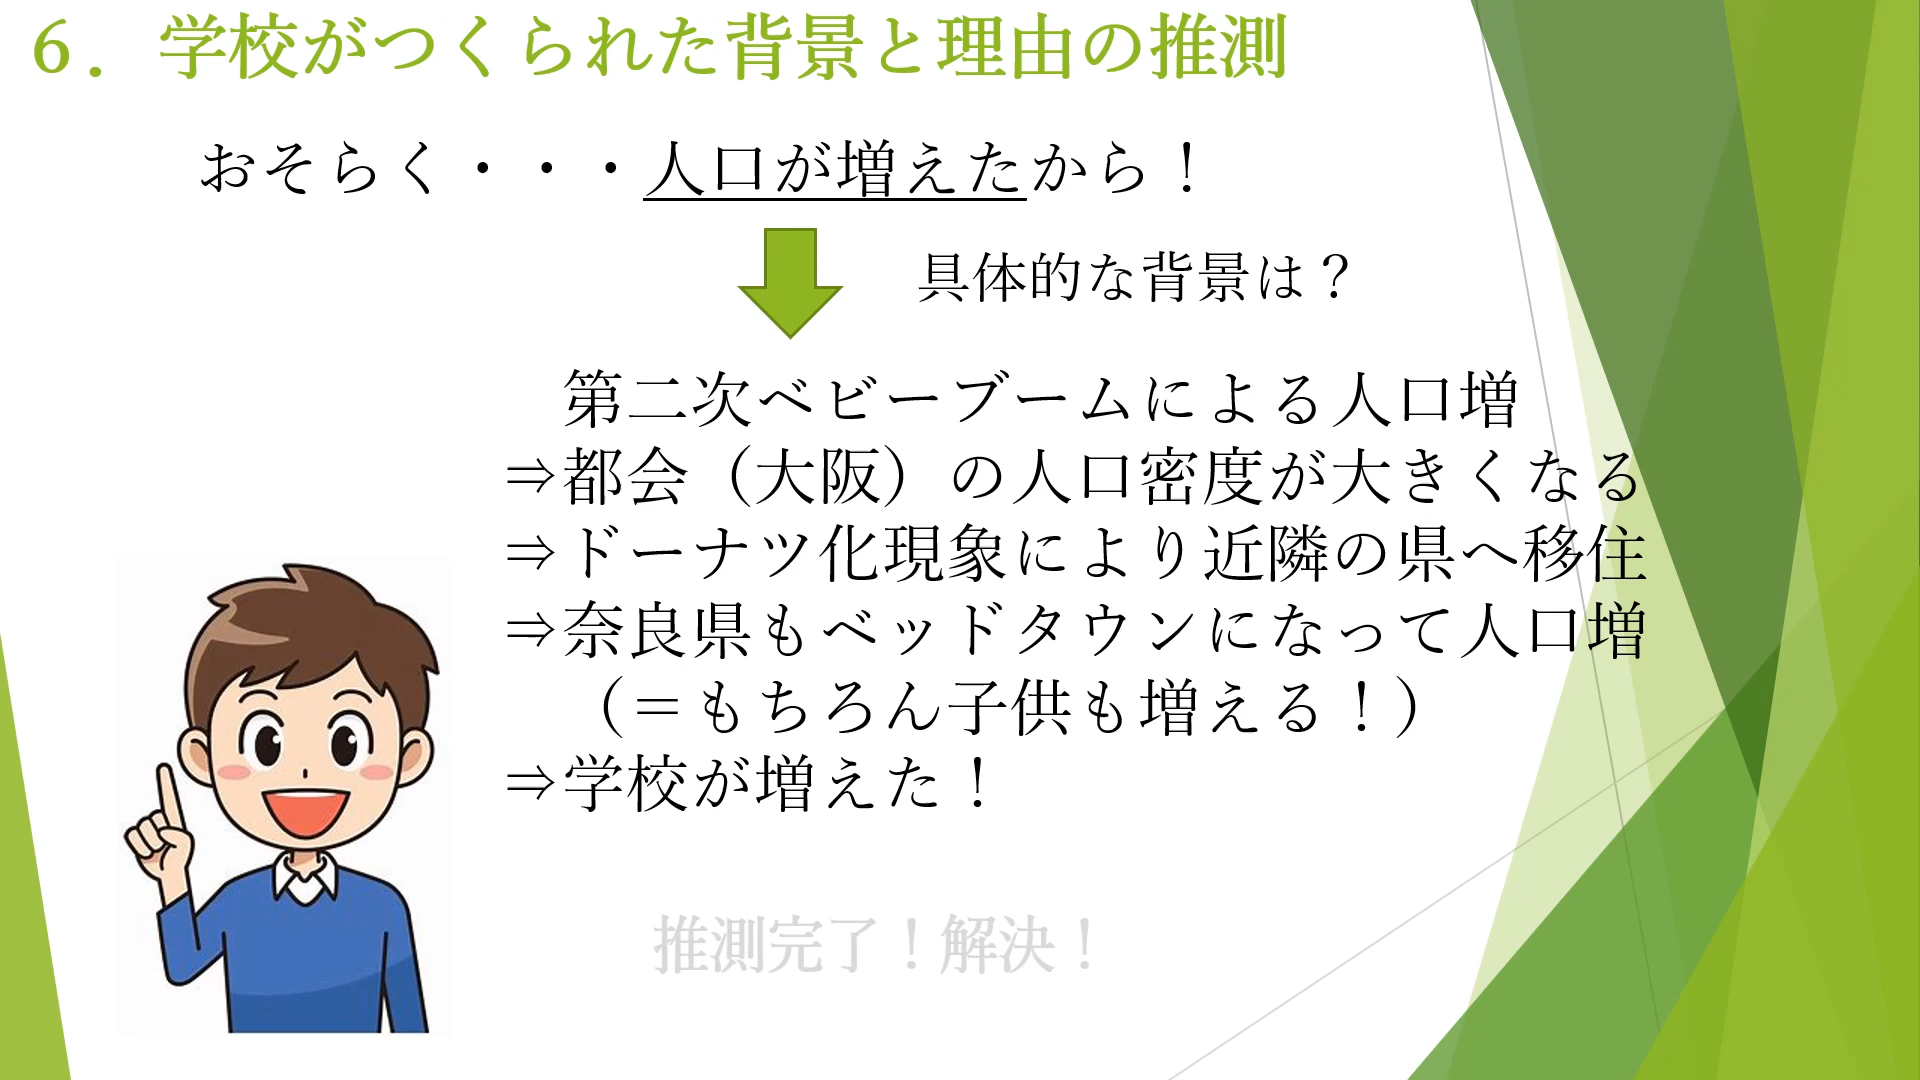 ６．学校がつくられた背景と理由の推測
おそらく・・・人口が増えたから！
具体的な背景は？
第二次ベビーブームによる人口増
⇒都会（大阪）の人口密度が大きくなる
⇒ドーナツ化現象により近隣の県へ移住
⇒奈良県もベッドタウンになって人口増
（＝もちろん子供も増える！）
⇒学校が増えた！
推測完了！解決！